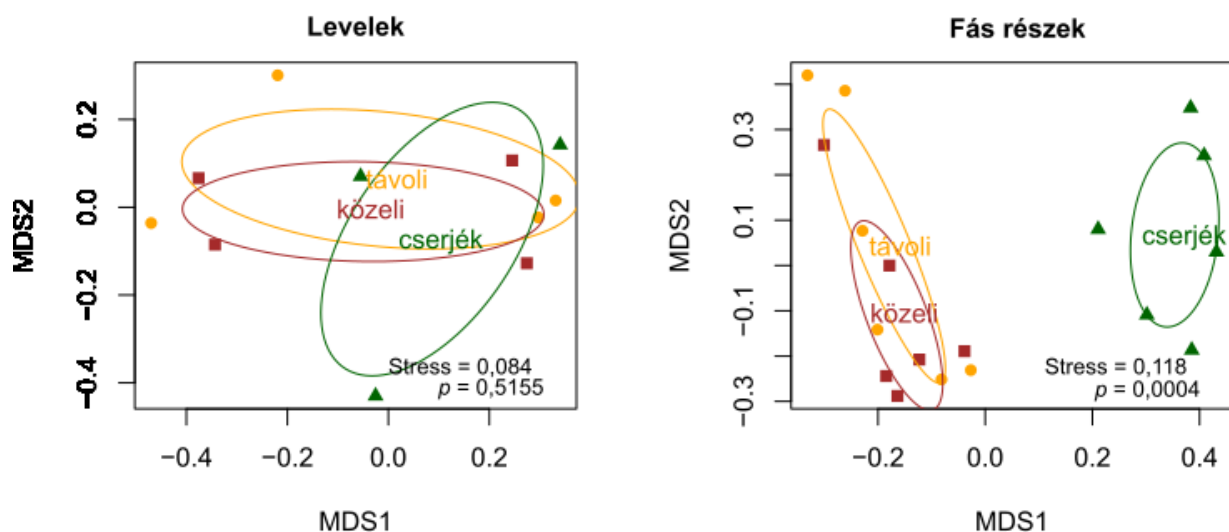 Levelek
MDS2
0.2
0.0
−0.2
−0.4
távoli
közeli
cserjék
Stress = 0,084
p = 0,5155
−0.4
−0.2
0.0
0.2
MDS1
Fás részek
MDS2
0.3
0.1
−0.1
−0.3
távoli
közeli
cserjék
Stress = 0,118
p = 0,0004
−0.2
0.0
0.2
0.4
MDS1